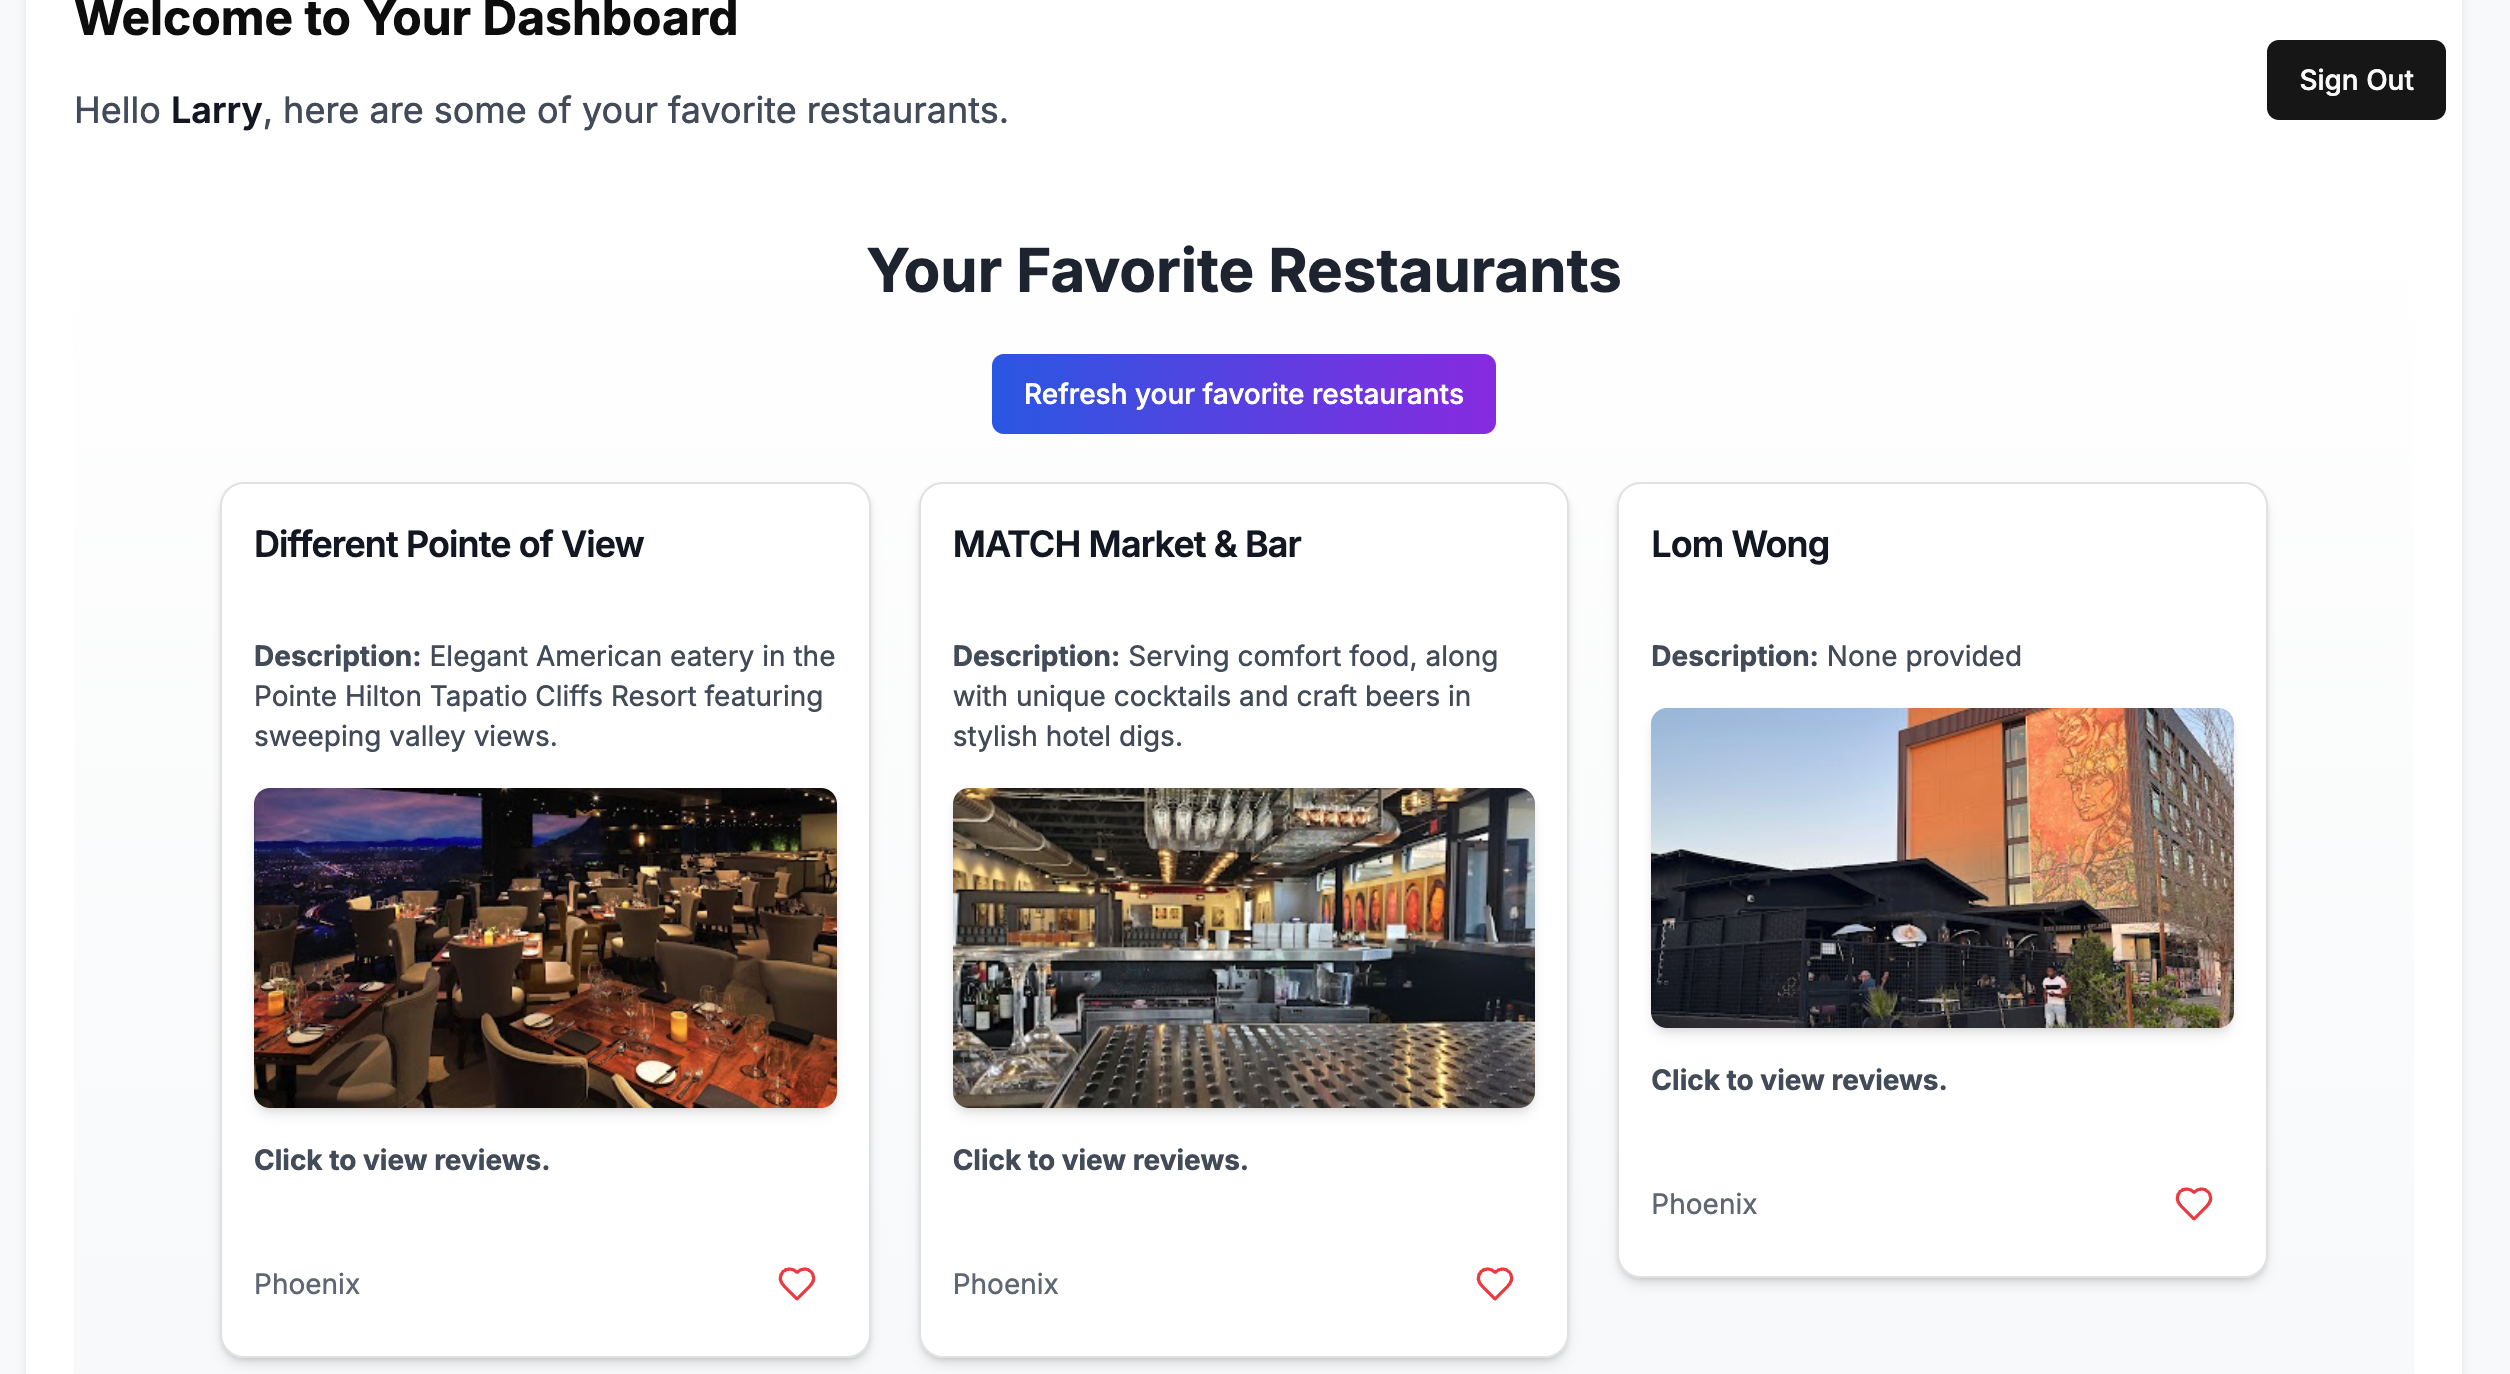 Welcome to Your Dashboard
Hello Larry, here are some of your favorite restaurants.
Sign Out
Your Favorite Restaurants
Refresh your favorite restaurants
Different Pointe of View
Description: Elegant American eatery in the
Pointe Hilton Tapatio Cliffs Resort featuring
sweeping valley views.
Click to view reviews.
Phoenix
MATCH Market & Bar
Description: Serving comfort food, along
with unique cocktails and craft beers in
stylish hotel digs.
Click to view reviews.
Phoenix
Lom Wong
Description: None provided
Click to view reviews.
Phoenix